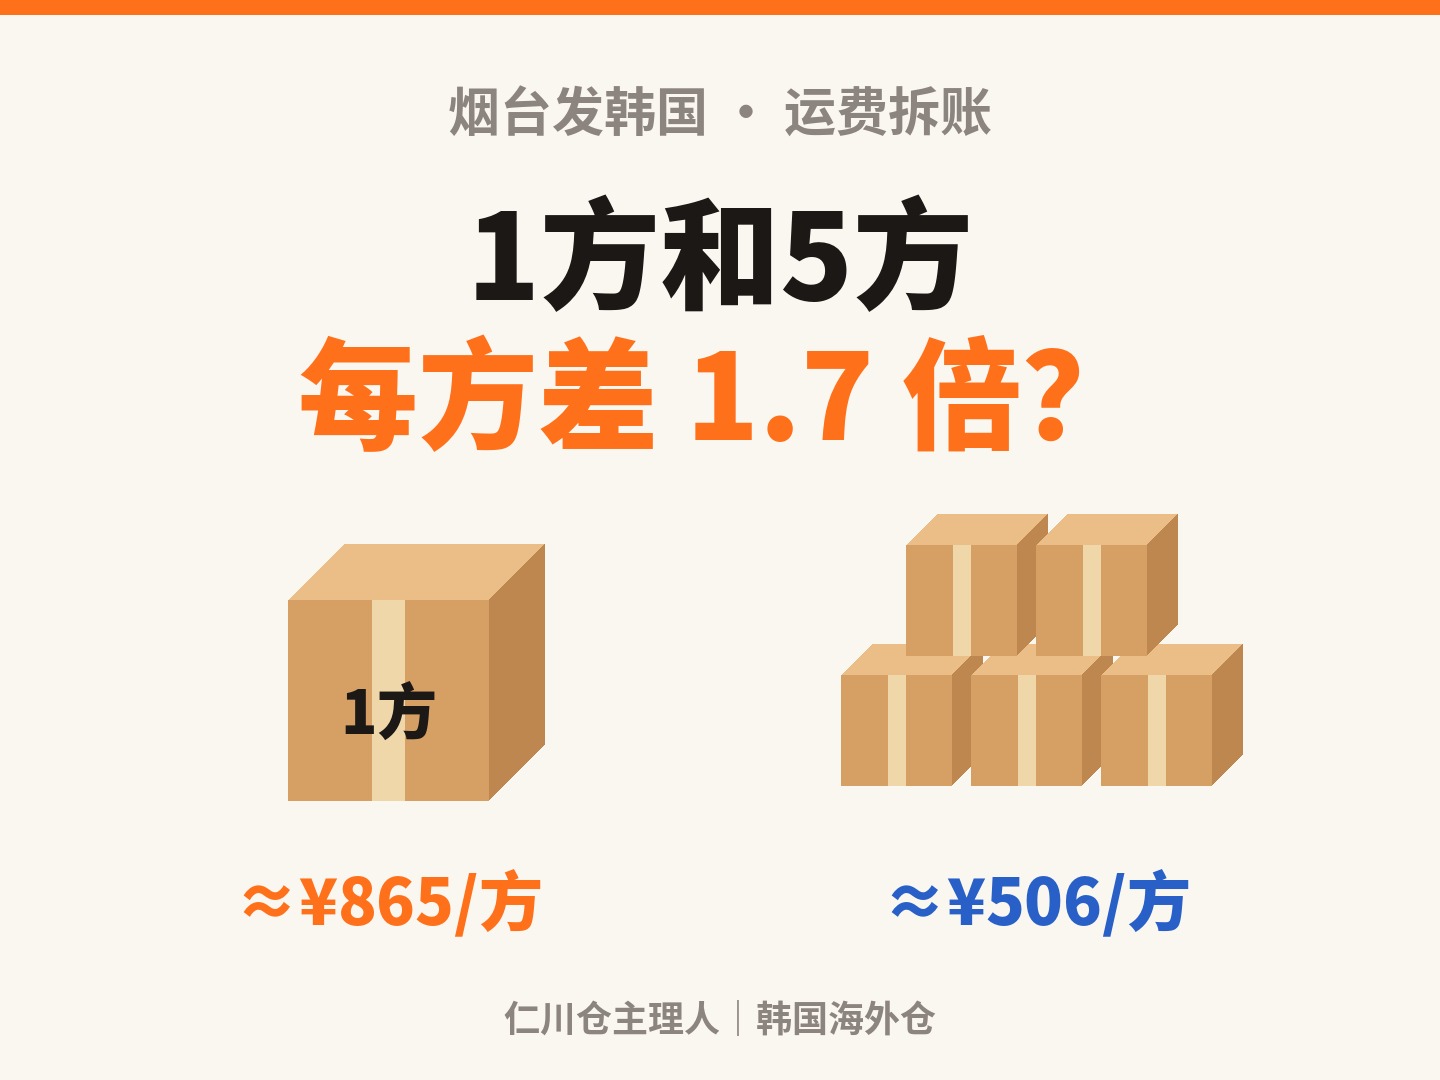 烟台发韩国 · 运费拆账
1方和5方
每方差 1.7 倍？
1方
≈¥865/方
≈¥506/方
仁川仓主理人｜韩国海外仓